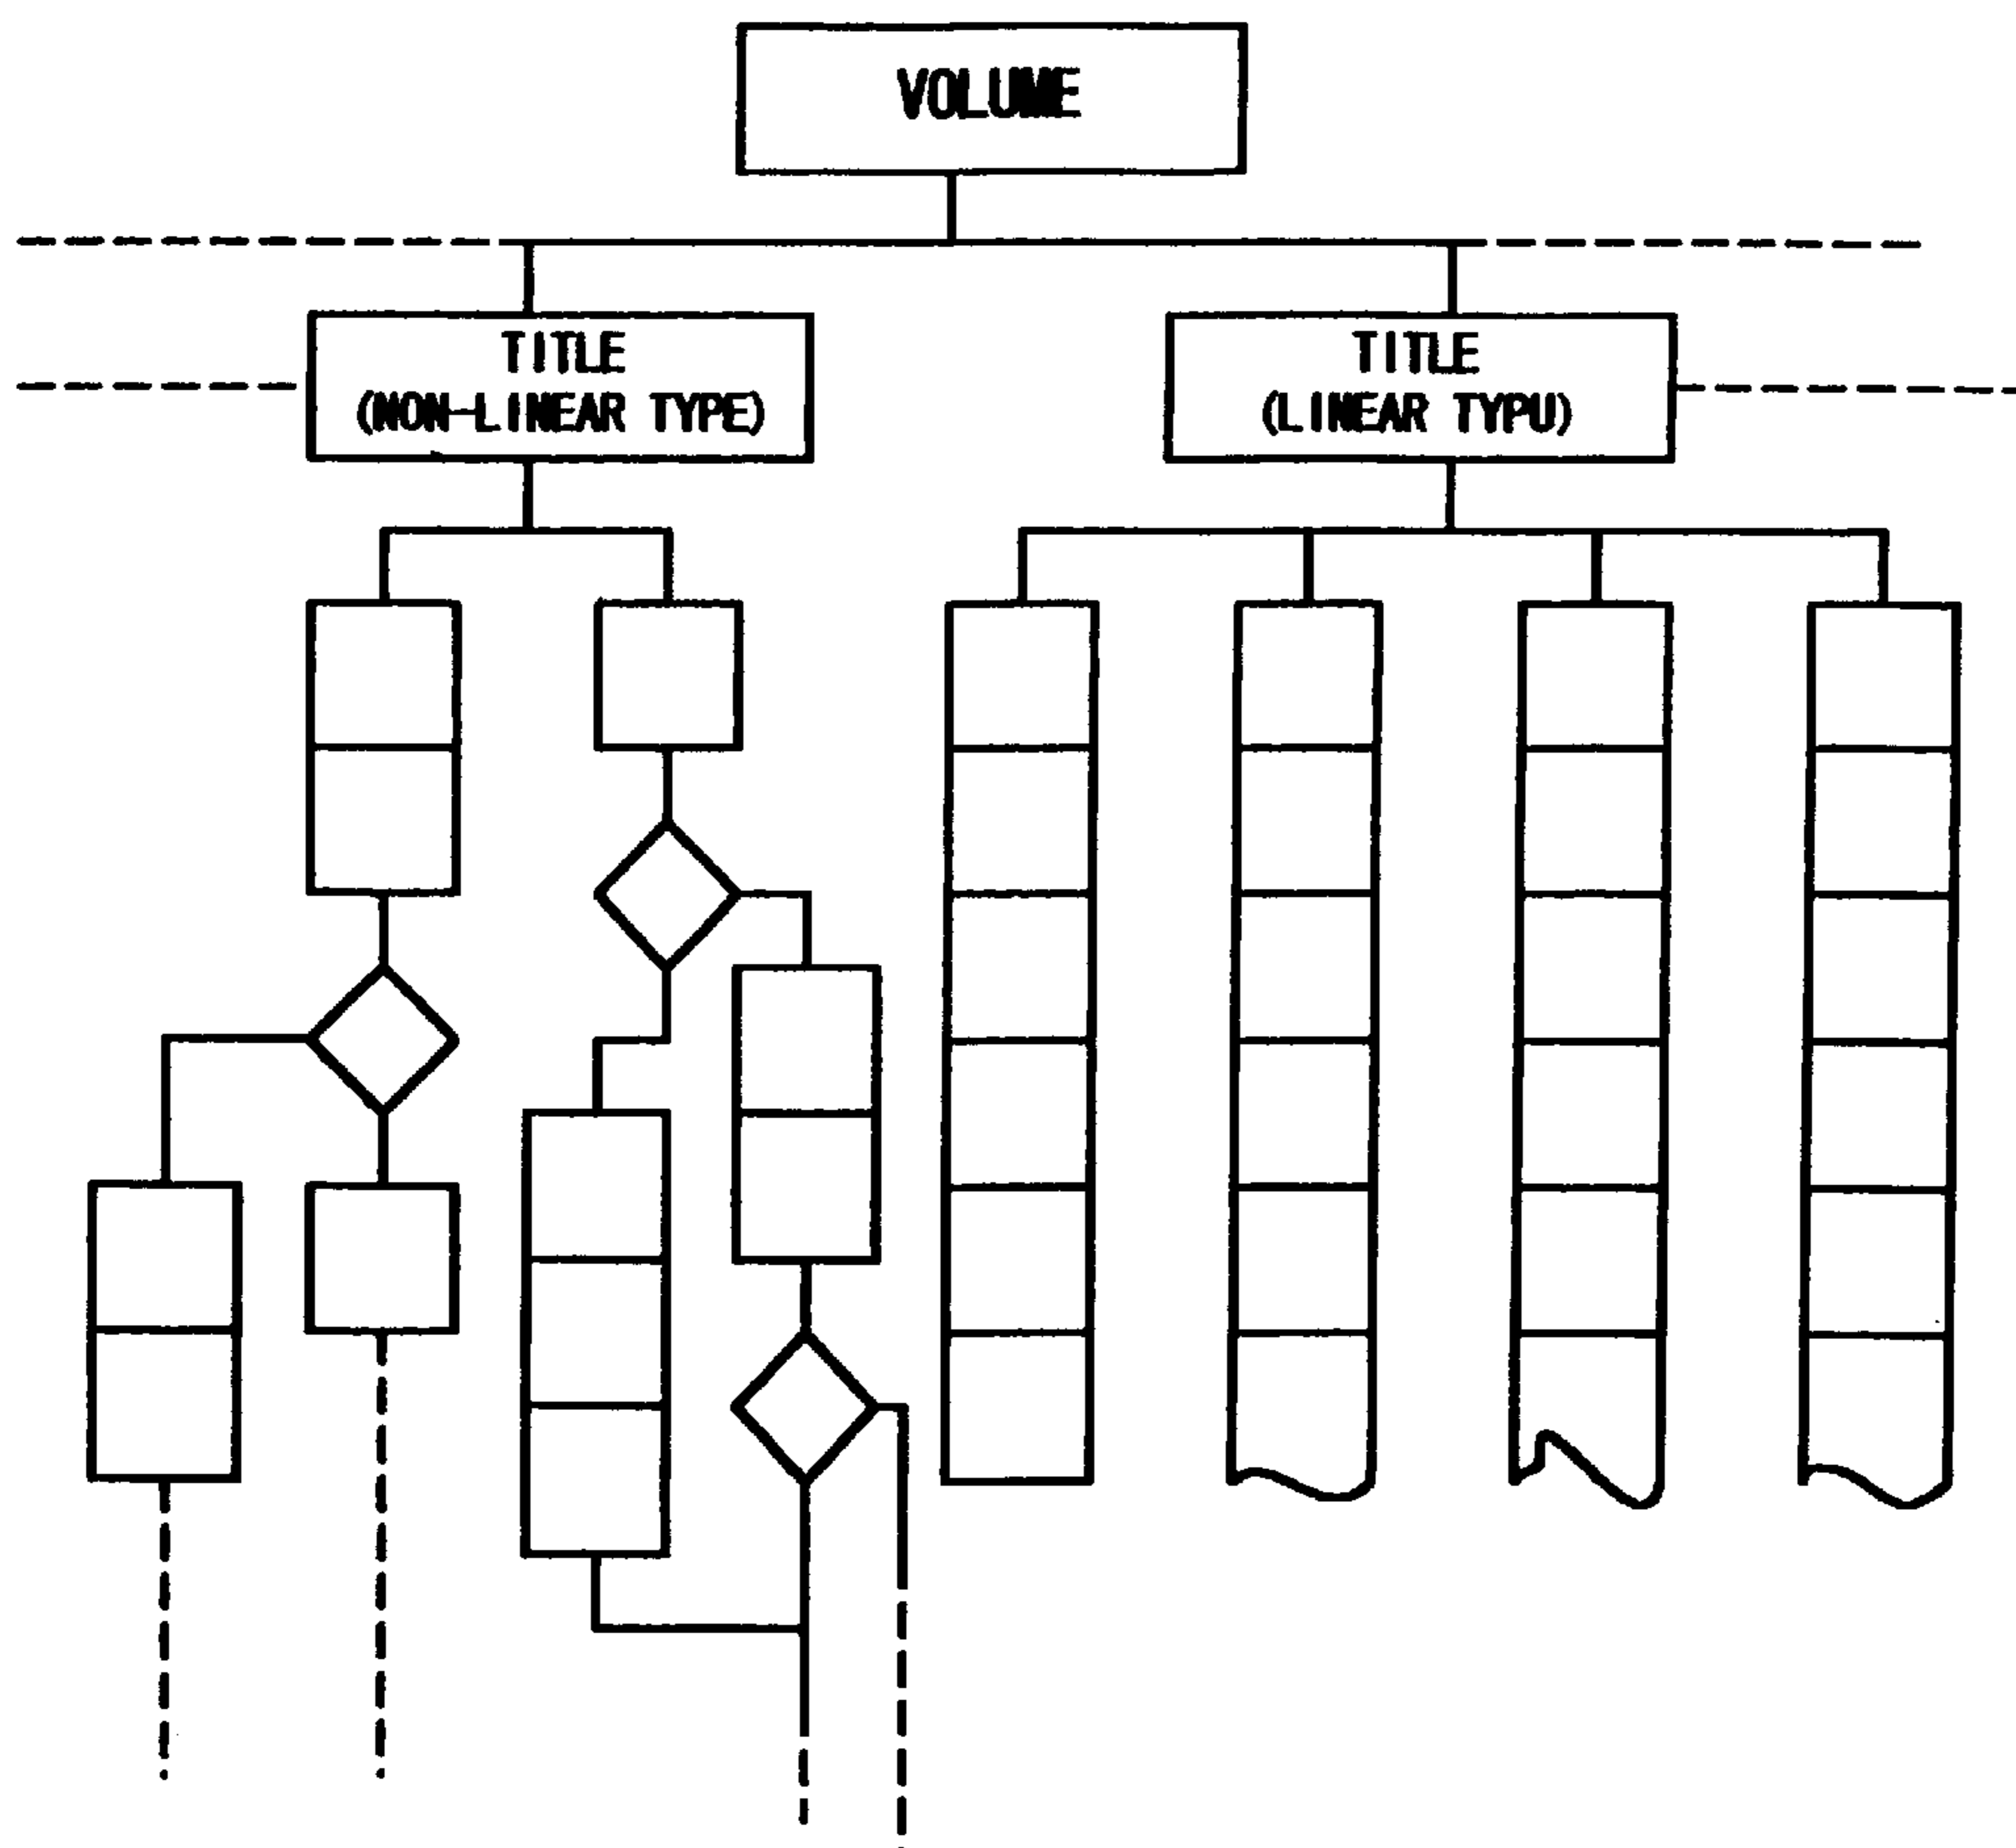 VOLUME
TITLE
(NON-LINEAR TYPE)
TITLE
(LINEAR TYPU)